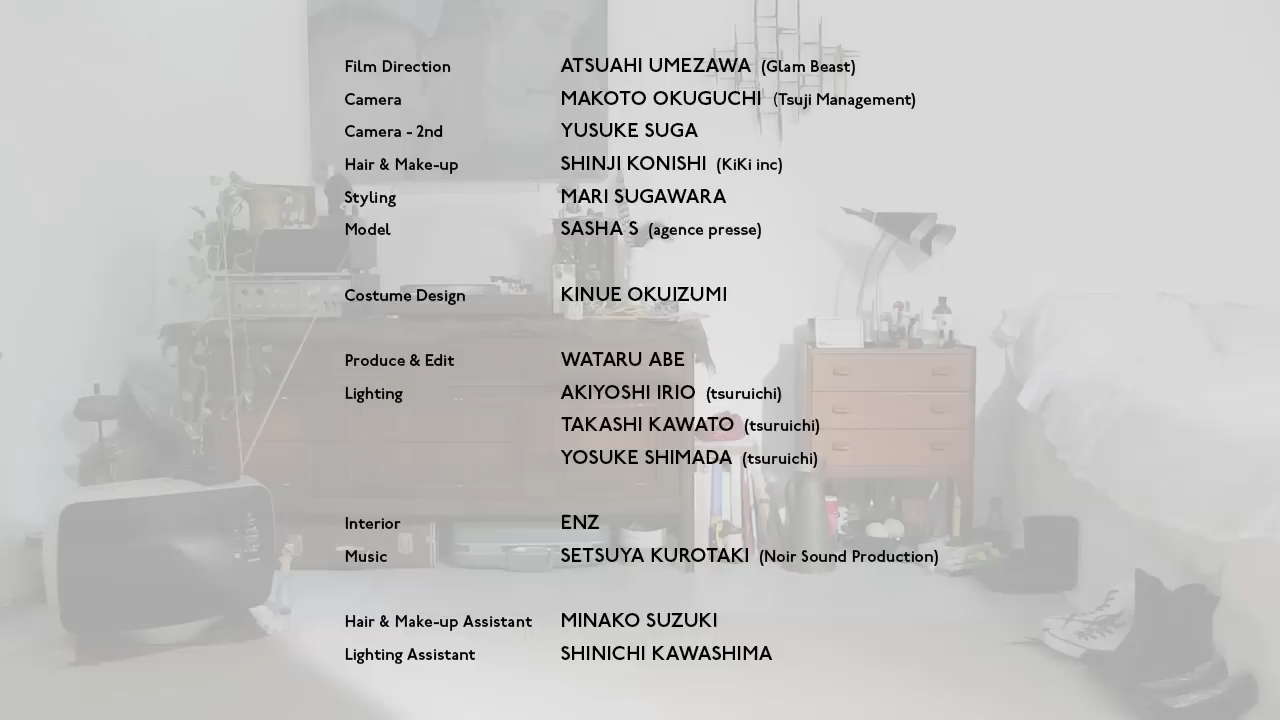 Film Direction ATSUAHI UMEZAWA (Glam Beast)
Camera MAKOTO OKUGUCHI (Tsuji Management)
Camera - 2nd YUSUKE SUGA
Hair & Make-up SHINJI KONISHI (KiKi inc)
Styling MARI SUGAWARA
Model SASHA S (agence presse)
Costume Design KINUE OKUIZUMI
Produce & Edit WATARU ABE
Lighting AKIYOSHI IRIO (tsuruichi)
TAKASHI KAWATO (tsuruichi)
YOSUKE SHIMADA (tsuruichi)
Interior ENZ
Music SETSUYA KUROTAKI (Noir Sound Production)
Hair & Make-up Assistant MINAKO SUZUKI
Lighting Assistant SHINICHI KAWASHIMA